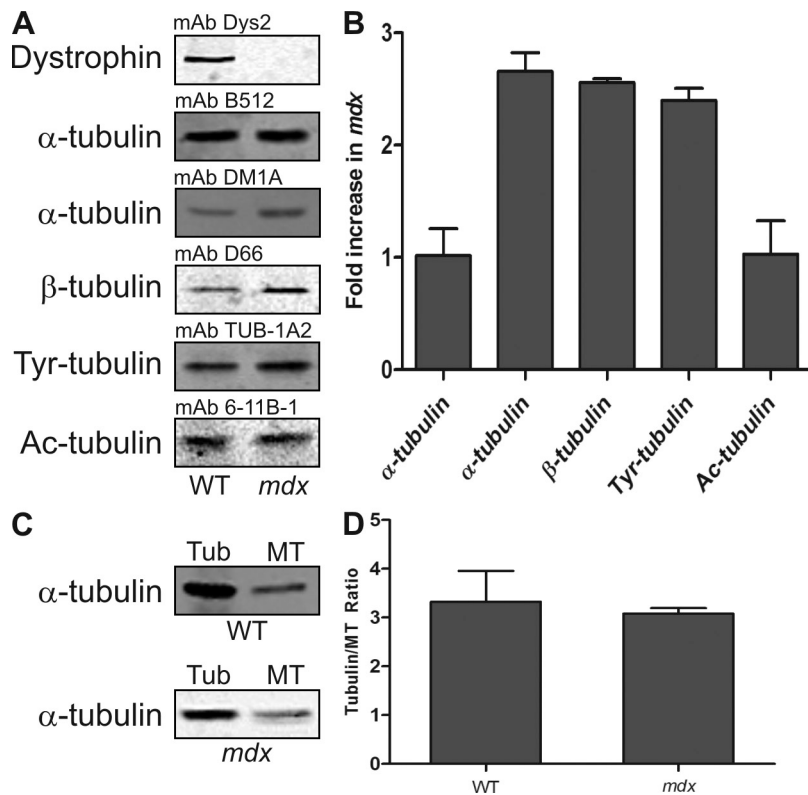 A
mAb Dys2
Dystrophin
mAb B512
α-tubulin
mAb DM1A
α-tubulin
mAb D66
β-tubulin
mAb TUB-1A2
Tyr-tubulin
mAb 6-11B-1
Ac-tubulin
WT mdx
B
Fold increase in mdx
3
2
1
0
α-tubulin
α-tubulin
β-tubulin
Tyr-tubulin
Ac-tubulin
C
Tub MT
α-tubulin
WT
Tub MT
α-tubulin
mdx
D
Tubulin/MT Ratio
5
4
3
2
1
0
WT mdx